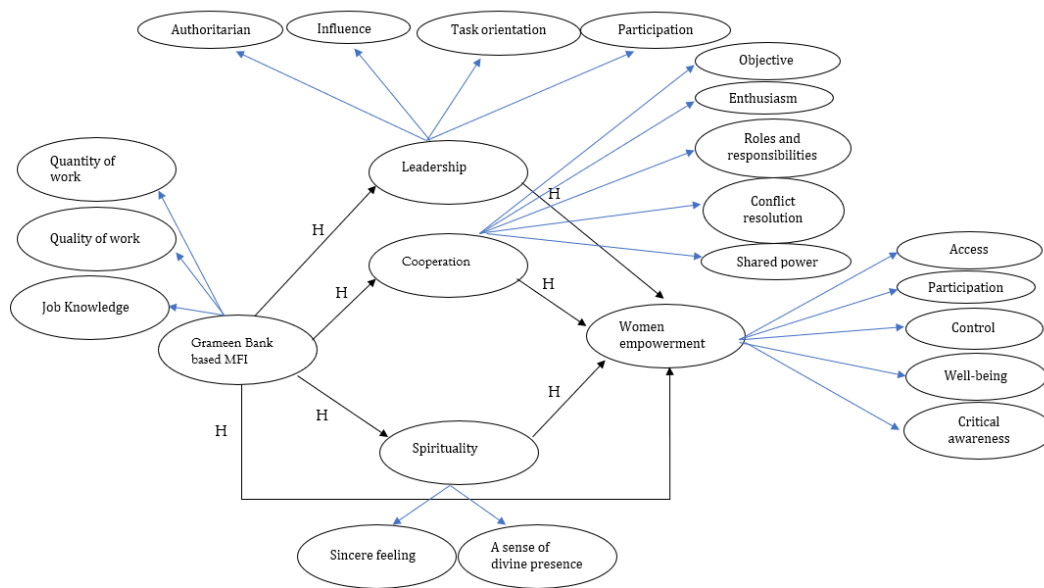 Authoritarian
Influence
Task orientation
Participation
Objective
Enthusiasm
Roles and
responsibilities
Conflict
resolution
Shared power
Quantity of
work
Quality of work
Job Knowledge
Leadership
Cooperation
Grameen Bank
based MFI
Spirituality
Women
empowerment
H
H
H
H
H
H
H
Access
Participation
Control
Well-being
Critical
awareness
Sincere feeling
A sense of
divine presence